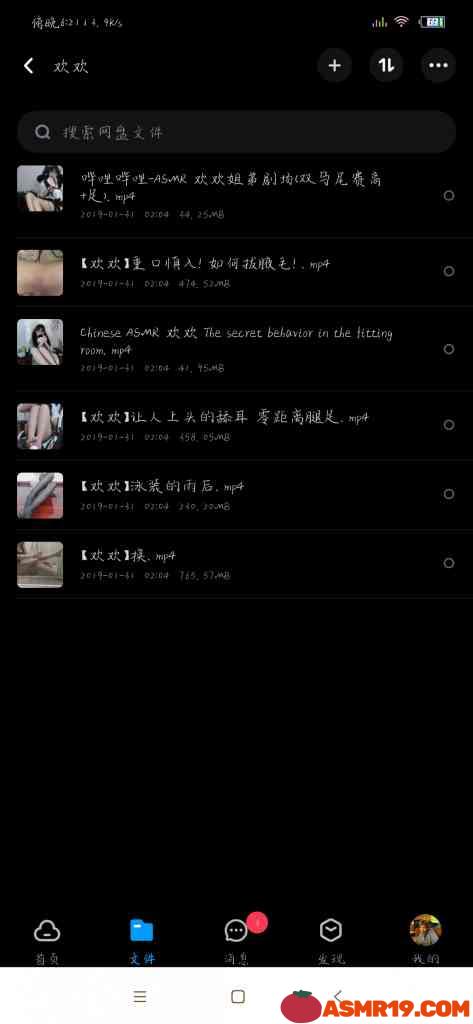 傍晚6:21 13.9K/s
欢欢
搜索网盘文件
哔哩哔哩-ASMR 欢欢姐弟剧场(双马尾赛高
+足).mp4
2019-01-31 02:04 44.25MB
【欢欢】重口慎入!如何拔腋毛!.mp4
2019-01-31 02:04 474.52MB
Chinese ASMR 欢欢 The secret behavior in the fitting
room.mp4
2019-01-31 02:04 41.95MB
【欢欢】让人上头的舔耳 零距离腿足.mp4
2019-01-31 02:04 658.05MB
【欢欢】泳装的雨后.mp4
2019-01-31 02:04 230.20MB
【欢欢】摸.mp4
2019-01-31 02:04 765.57MB
首页
文件
消息
发现
我的
ASMR19.COM